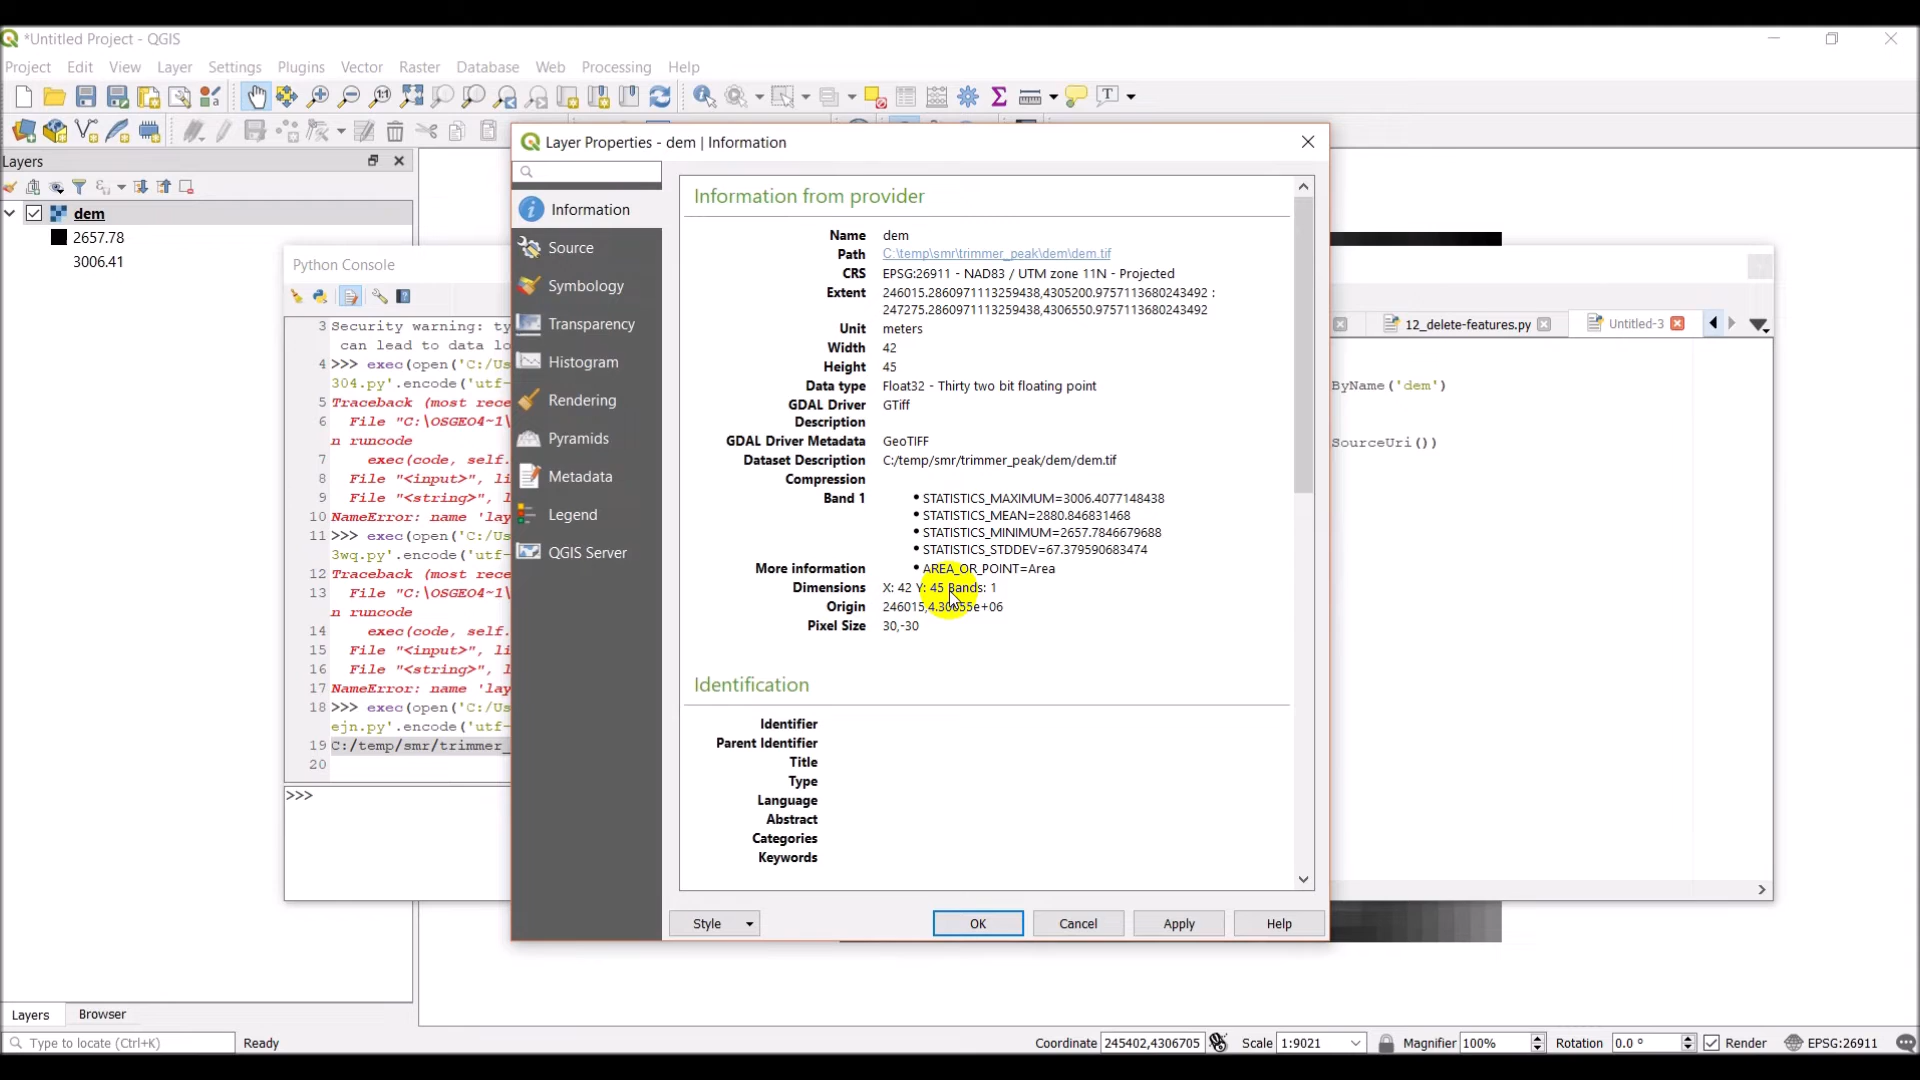 *Untitled Project - QGIS
Project Edit View Layer Settings Plugins Vector Raster Database Web Processing Help
Layers
dem
2657.78
3006.41
Python Console
3 Security warning: ty
can lead to data lo
4 >>> exec(open('C:/Us
304.py'.encode('utf-
5 Traceback (most rece
6 File "C:\OSGEO4~1\
n runcode
7 exec(code, self.
8 File "<input>", li
9 File "<string>", l
10 NameError: name 'lay
11 >>> exec(open('C:/Us
3wq.py'.encode('utf-
12 Traceback (most rece
13 File "C:\OSGEO4~1\
n runcode
14 exec(code, self.
15 File "<input>", li
16 File "<string>", l
17 NameError: name 'lay
18 >>> exec(open('C:/Us
ejn.py'.encode('utf-
19 C:/temp/smr/trimmer_
20
>>>
Layer Properties - dem | Information
Information
Source
Symbology
Transparency
Histogram
Rendering
Pyramids
Metadata
Legend
QGIS Server
Information from provider
Name dem
Path C:\temp\smr\trimmer_peak\dem\dem.tif
CRS EPSG:26911 - NAD83 / UTM zone 11N - Projected
Extent 246015.2860971113259438,4305200.9757113680243492 :
247275.2860971113259438,4306550.9757113680243492
Unit meters
Width 42
Height 45
Data type Float32 - Thirty two bit floating point
GDAL Driver GTiff
Description
GDAL Driver Metadata GeoTIFF
Dataset Description C:/temp/smr/trimmer_peak/dem/dem.tif
Compression
Band 1 • STATISTICS_MAXIMUM=3006.4077148438
• STATISTICS_MEAN=2880.846831468
• STATISTICS_MINIMUM=2657.7846679688
• STATISTICS_STDDEV=67.379590683474
More information • AREA_OR_POINT=Area
Dimensions X: 42 Y: 45 Bands: 1
Origin 246015,4.30655e+06
Pixel Size 30,-30
Identification
Identifier
Parent Identifier
Title
Type
Language
Abstract
Categories
Keywords
Style OK Cancel Apply Help
12_delete-features.py Untitled-3
ByName('dem')
SourceUri())
Layers Browser
Type to locate (Ctrl+K) Ready Coordinate 245402,4306705 Scale 1:9021 Magnifier 100% Rotation 0.0 ° Render EPSG:26911